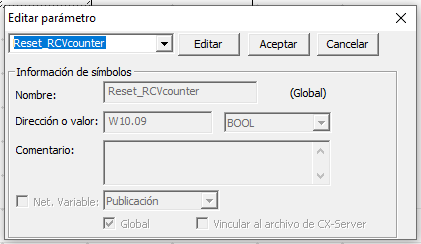 Editar parámetro
Reset_RCVcounter
Editar
Aceptar
Cancelar
Información de símbolos
Nombre:
Reset_RCVcounter
(Global)
Dirección o valor:
W10.09
BOOL
Comentario:
Net. Variable:
Publicación
Global
Vincular al archivo de CX-Server